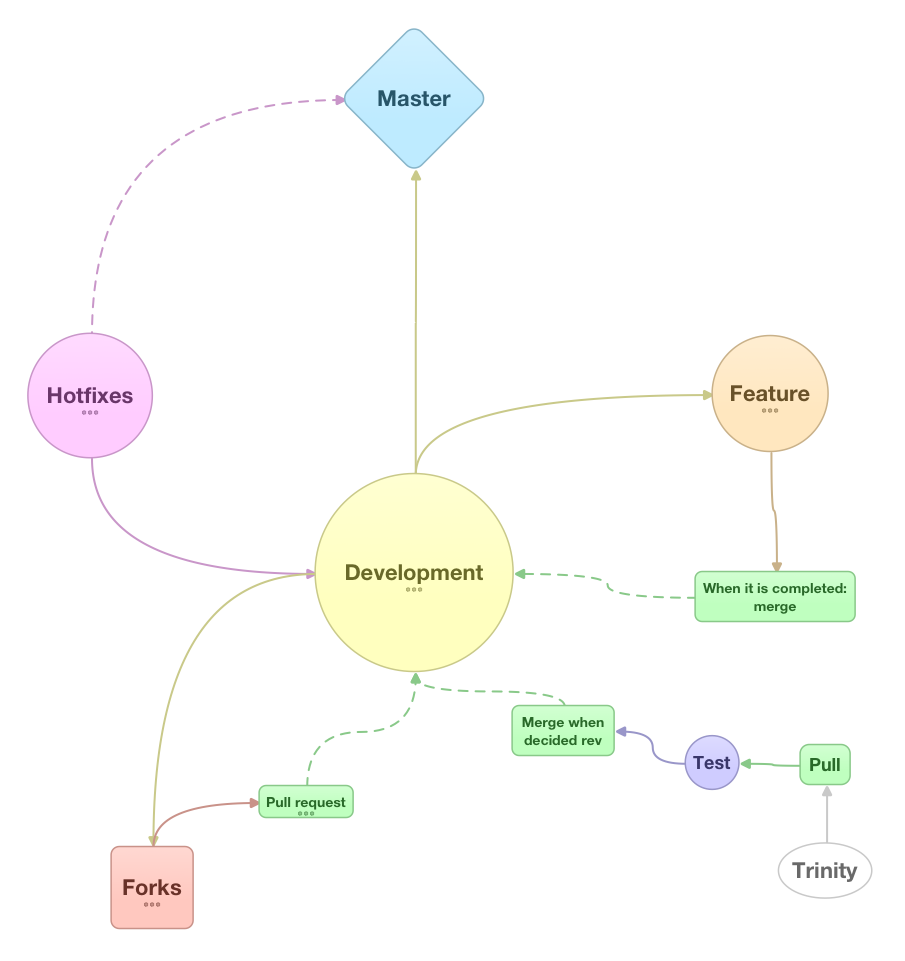 Master
Hotfixes
Feature
Development
When it is completed:
merge
Merge when
decided rev
Test
Pull
Pull request
Forks
Trinity